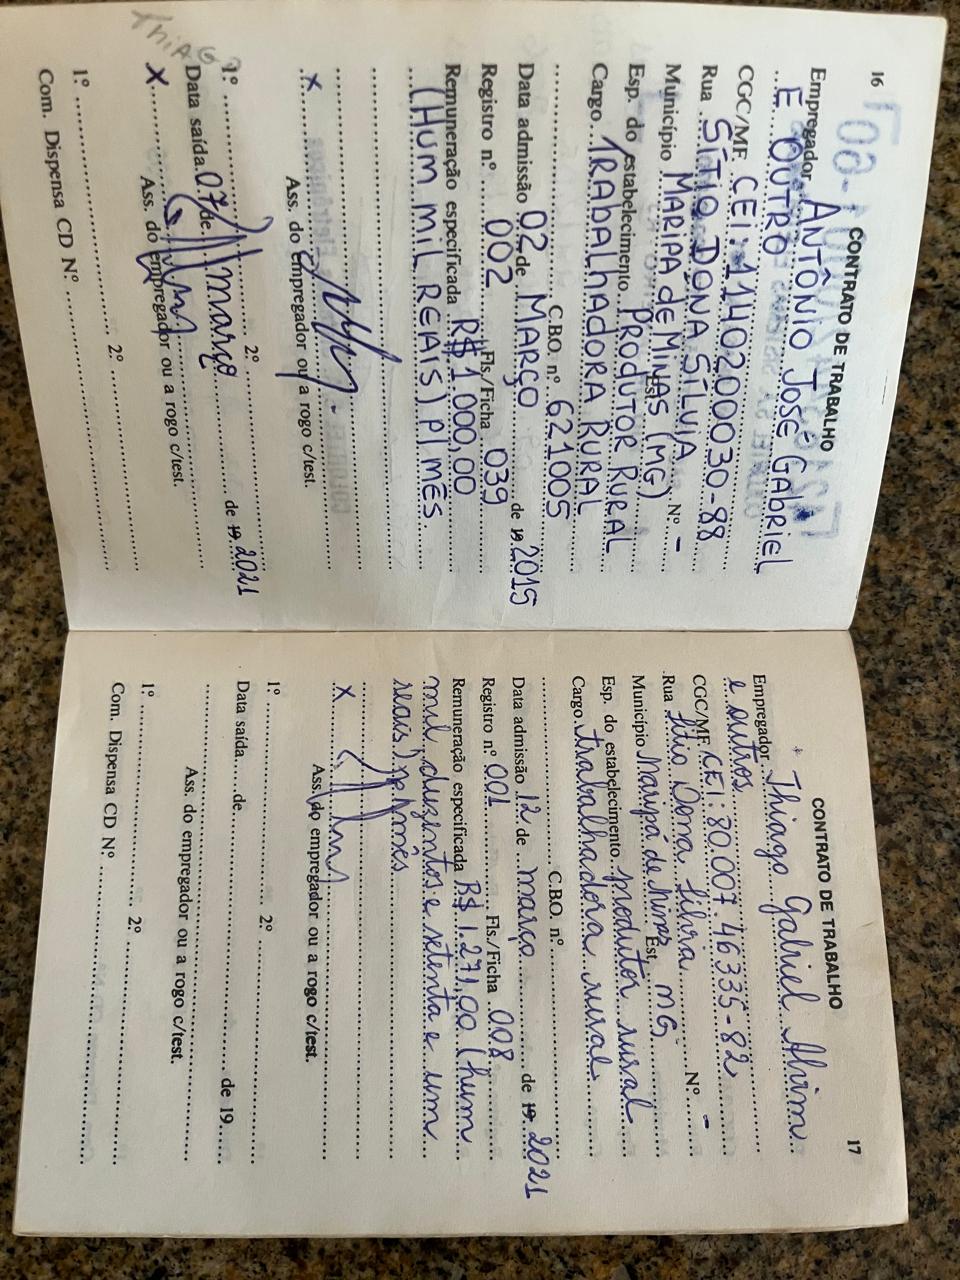 16
CONTRATO DE TRABALHO
Empregador ANTÔNIO JOSÉ GABRIEL
E OUTRO
CGC/MF CEI: 1140200030-88
Rua SÍTIO DONA SÍLVIA Nº -
Município MARIPÁ dE MINAS (MG) Est.
Esp. do estabelecimento PRODUTOR RURAL
Cargo TRABALHADORA RURAL
C.B.O. nº 621005
Data admissão 02 de MARÇO de 19 2015
Registro nº 002 Fls./Ficha 039
Remuneração especificada R$ 1.000,00
(HUM MIL REAIS) P/ MÊS.
x
Ass. do empregador ou a rogo c/test.
1º 2º
Data saída 07 de março de 19 2021
x
Ass. do empregador ou a rogo c/test.
1º 2º
Com. Dispensa CD Nº
THIAGO
17
CONTRATO DE TRABALHO
Empregador Thiago Gabriel Alvim
e outros
CGC/MF CEI: 80.007.46335-82
Rua Sítio Dona Silvia Nº -
Município Maripá de Minas Est. MG
Esp. do estabelecimento produtor rural
Cargo trabalhadora rural
C.B.O. nº
Data admissão 12 de março de 19 2021
Registro nº 001 Fls./Ficha 008
Remuneração especificada R$ 1.271,00 (hum
mil, duzentos e setenta e um
reais) p/ mês
x
Ass. do empregador ou a rogo c/test.
1º 2º
Data saída de de 19
Ass. do empregador ou a rogo c/test.
1º 2º
Com. Dispensa CD Nº